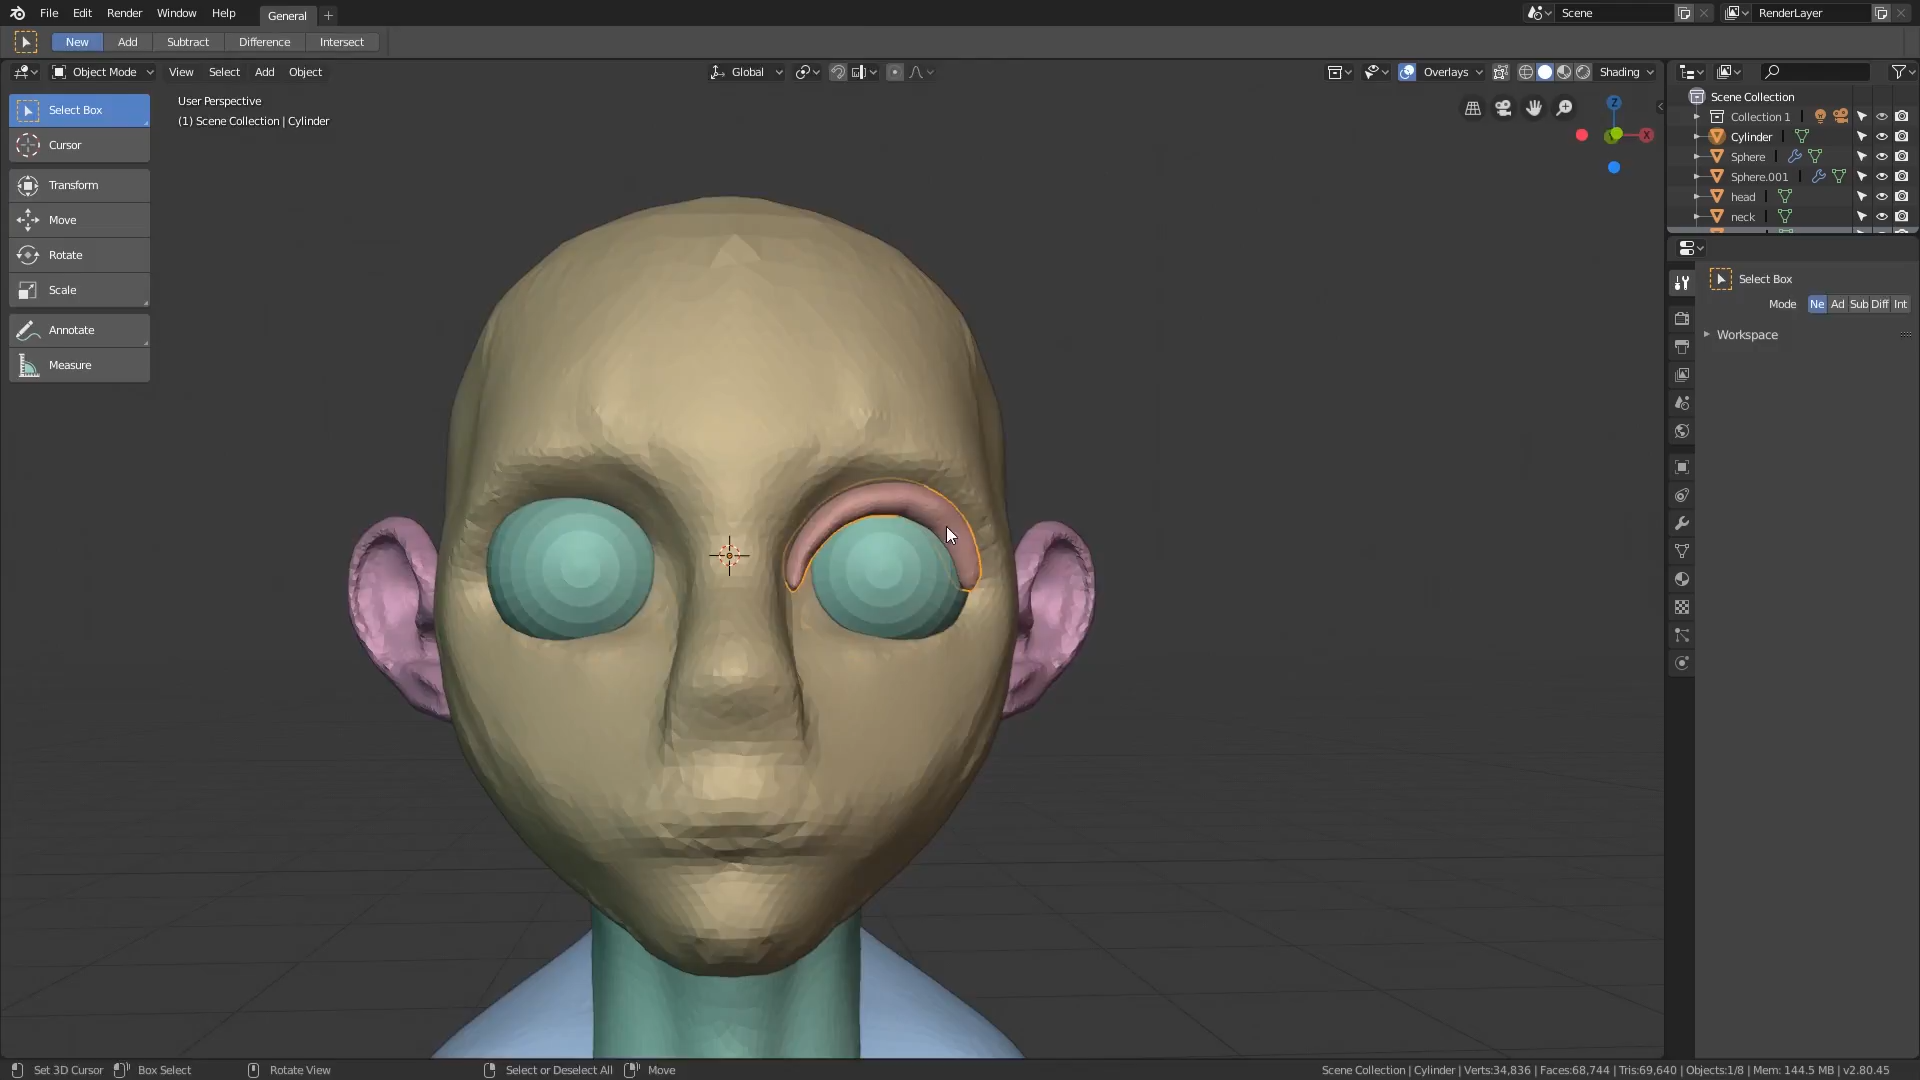 File Edit Render Window Help General + Scene RenderLayer
New Add Subtract Difference Intersect
Object Mode View Select Add Object Global Overlays Shading
Select Box
Cursor
Transform
Move
Rotate
Scale
Annotate
Measure
User Perspective
(1) Scene Collection | Cylinder
Z
X
Scene Collection
Collection 1
Cylinder
Sphere
Sphere.001
head
neck
Select Box
Mode Ne Ad Sub Diff Int
Workspace
Set 3D Cursor Box Select Rotate View Select or Deselect All Move Scene Collection | Cylinder | Verts:34,836 | Faces:68,744 | Tris:69,640 | Objects:1/8 | Mem: 144.5 MB | v2.80.45